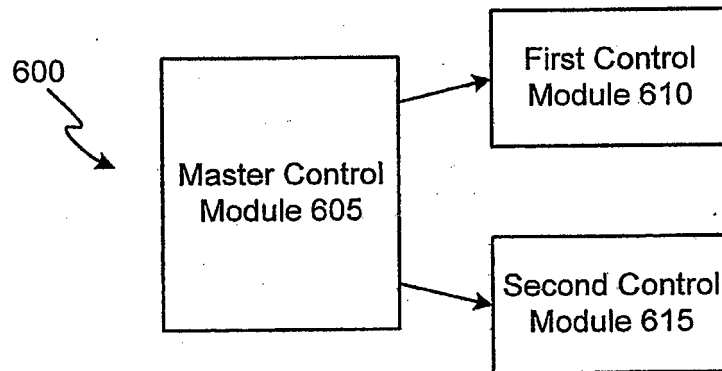 600
Master Control
Module 605
First Control
Module 610
Second Control
Module 615